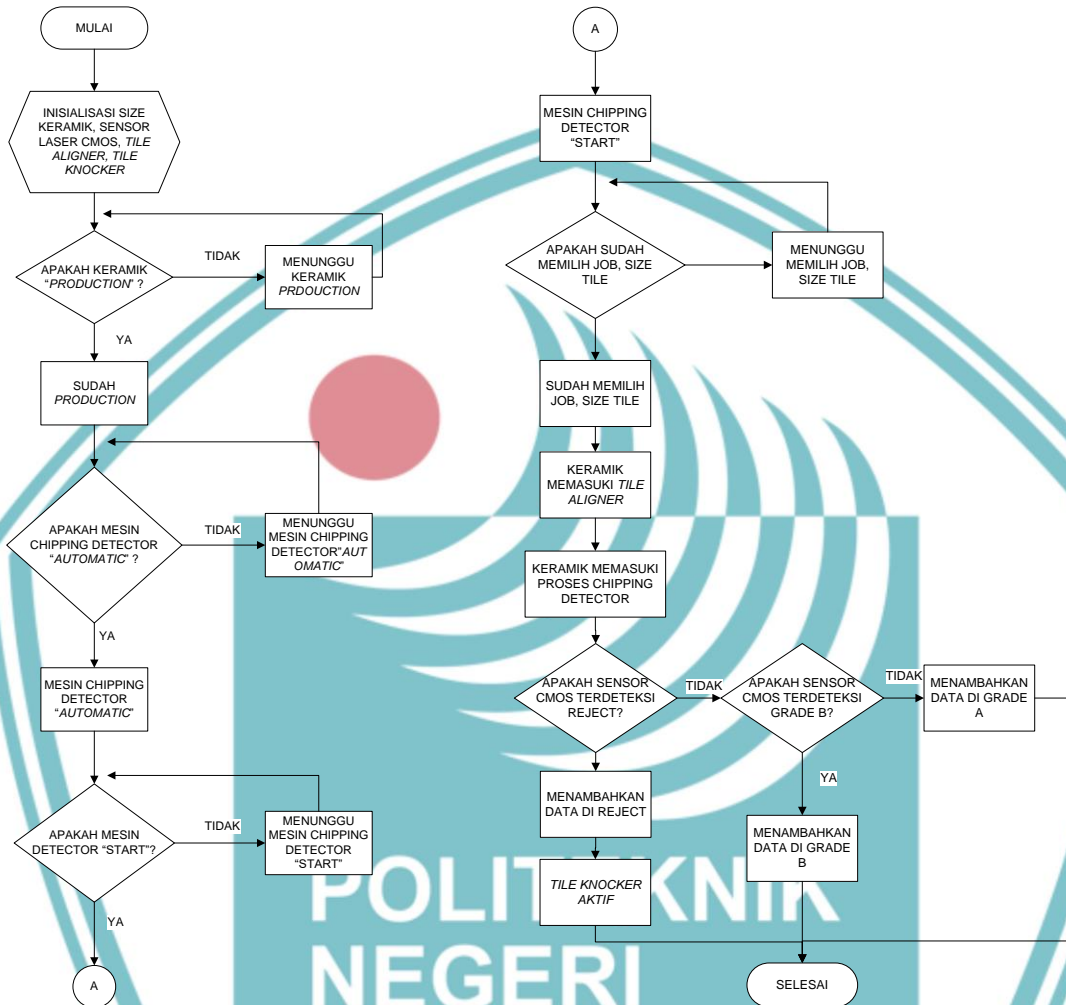 MULAI
INISIALISASI SIZE
KERAMIK, SENSOR
LASER CMOS, TILE
ALIGNER, TILE
KNOCKER
APAKAH KERAMIK
“PRODUCTION” ?
TIDAK
MENUNGGU
KERAMIK
PRDOUCTION
YA
SUDAH
PRODUCTION
APAKAH MESIN
CHIPPING DETECTOR
“AUTOMATIC” ?
TIDAK
MENUNGGU
MESIN CHIPPING
DETECTOR”AUT
OMATIC”
YA
MESIN CHIPPING
DETECTOR
“AUTOMATIC”
APAKAH MESIN
DETECTOR “START”?
TIDAK
MENUNGGU
MESIN CHIPPING
DETECTOR
“START”
YA
A
A
MESIN CHIPPING
DETECTOR
“START”
APAKAH SUDAH
MEMILIH JOB, SIZE
TILE
MENUNGGU
MEMILIH JOB,
SIZE TILE
SUDAH MEMILIH
JOB, SIZE TILE
KERAMIK
MEMASUKI TILE
ALIGNER
KERAMIK MEMASUKI
PROSES CHIPPING
DETECTOR
APAKAH SENSOR
CMOS TERDETEKSI
REJECT?
TIDAK
APAKAH SENSOR
CMOS TERDETEKSI
GRADE B?
TIDAK
MENAMBAHKAN
DATA DI GRADE
A
MENAMBAHKAN
DATA DI REJECT
YA
MENAMBAHKAN
DATA DI GRADE
B
TILE KNOCKER
AKTIF
SELESAI
POLITEKNIK
NEGERI